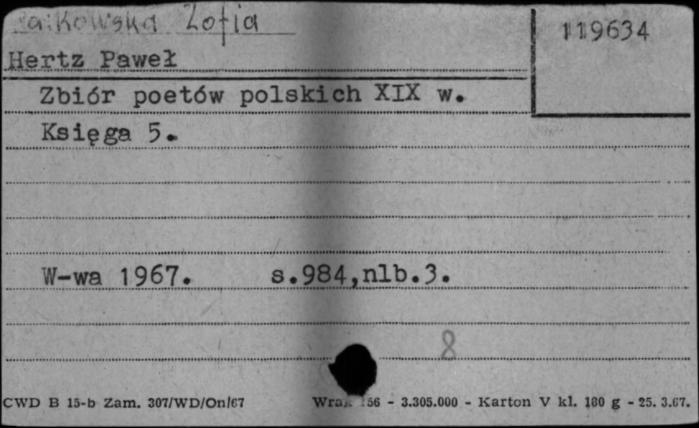 Zofia
119634
Hertz Paweł
Zbiór poetów polskich XIX w.
Księga 5.
W-wa 1967. s.984,nlb.3.
8
CWD B 15-b Zam. 307/WD/On/67 56 - 3.305.000 - Karton V kl. 180 g - 25. 3.67.